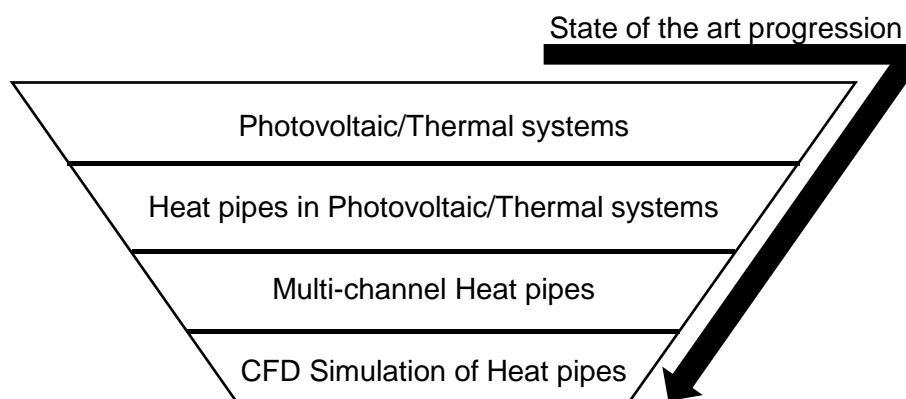 State of the art progression
Photovoltaic/Thermal systems
Heat pipes in Photovoltaic/Thermal systems
Multi-channel Heat pipes
CFD Simulation of Heat pipes